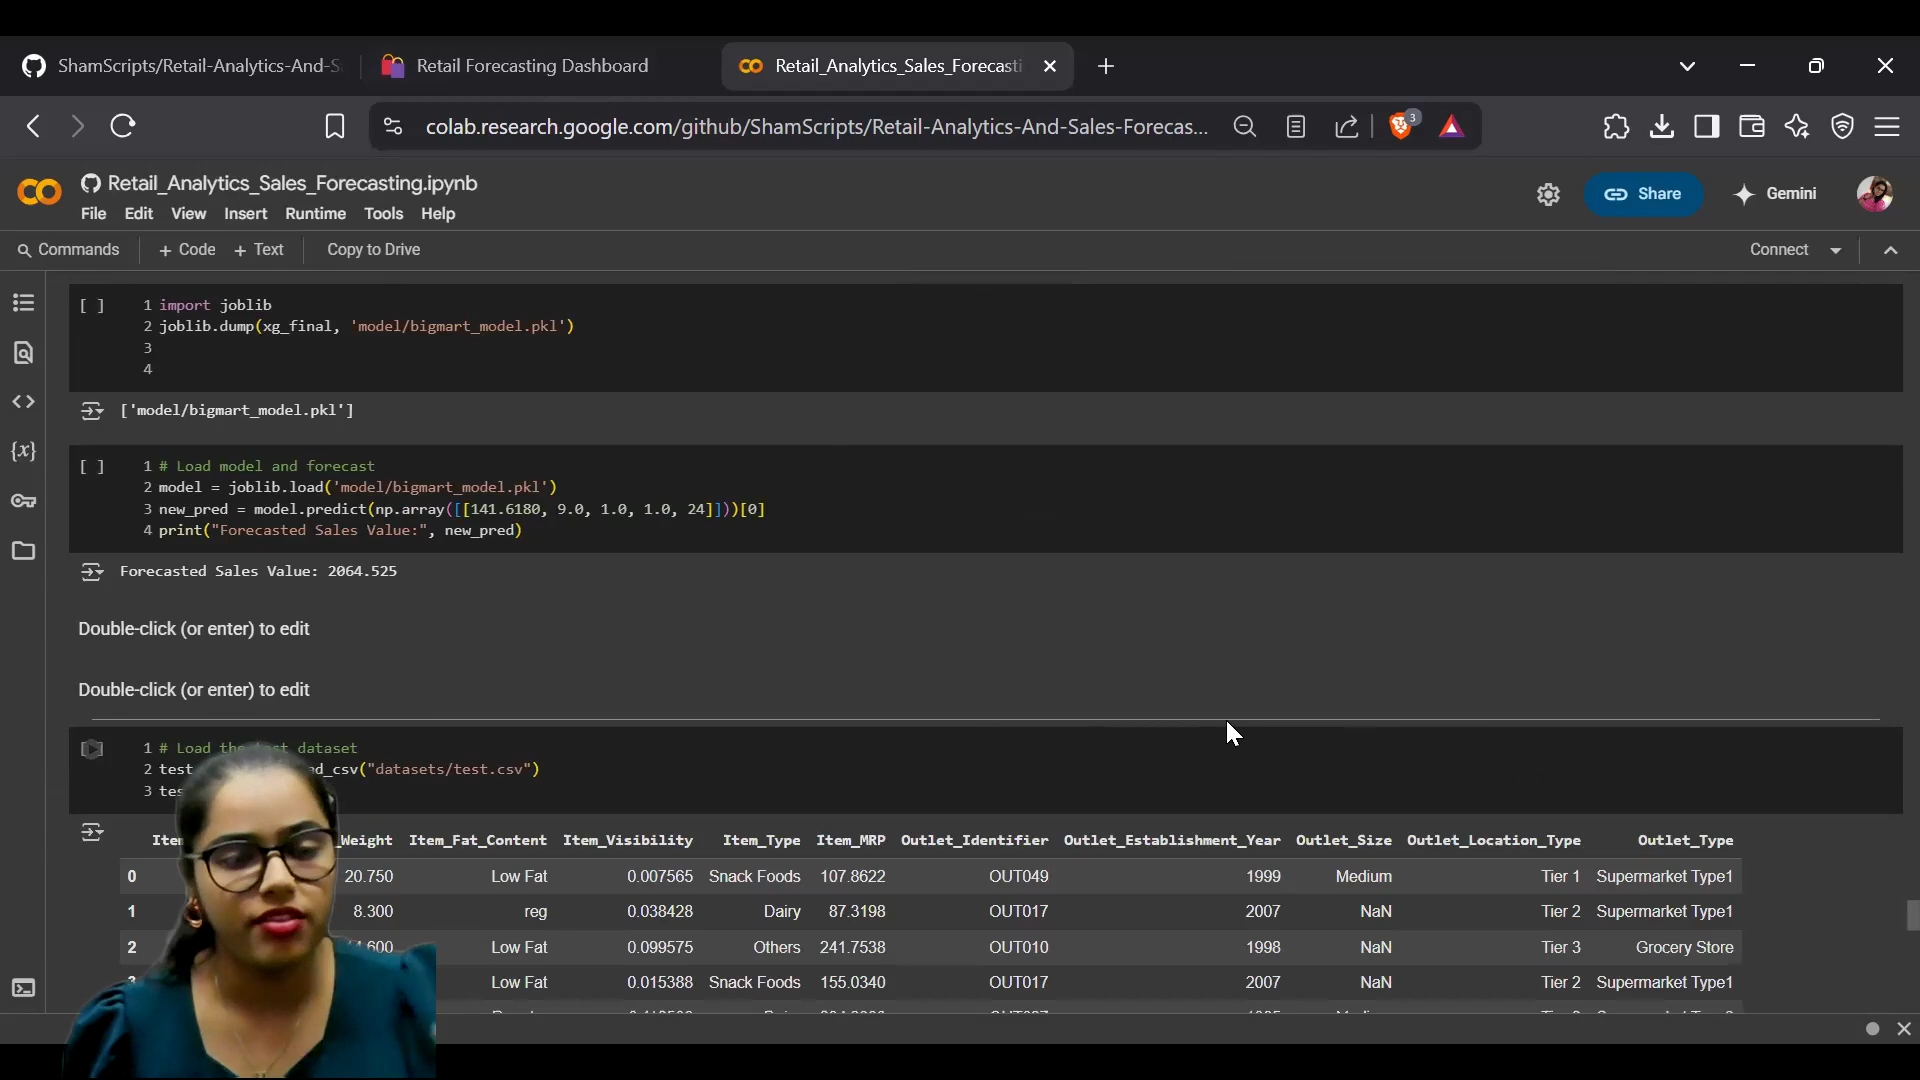 ShamScripts/Retail-Analytics-And-S
Retail Forecasting Dashboard
Retail_Analytics_Sales_Forecasti
colab.research.google.com/github/ShamScripts/Retail-Analytics-And-Sales-Forecas...
3
Retail_Analytics_Sales_Forecasting.ipynb
File Edit View Insert Runtime Tools Help
Share
Gemini
Commands + Code + Text Copy to Drive
Connect
[ ] 1 import joblib
2 joblib.dump(xg_final, 'model/bigmart_model.pkl')
3
4
['model/bigmart_model.pkl']
[ ] 1 # Load model and forecast
2 model = joblib.load('model/bigmart_model.pkl')
3 new_pred = model.predict(np.array([[141.6180, 9.0, 1.0, 1.0, 24]]))[0]
4 print("Forecasted Sales Value:", new_pred)
Forecasted Sales Value: 2064.525
Double-click (or enter) to edit
Double-click (or enter) to edit
1 # Load the test dataset
2 test d_csv("datasets/test.csv")
3 tes
Ite Weight Item_Fat_Content Item_Visibility Item_Type Item_MRP Outlet_Identifier Outlet_Establishment_Year Outlet_Size Outlet_Location_Type Outlet_Type
0 20.750 Low Fat 0.007565 Snack Foods 107.8622 OUT049 1999 Medium Tier 1 Supermarket Type1
1 8.300 reg 0.038428 Dairy 87.3198 OUT017 2007 NaN Tier 2 Supermarket Type1
2 4.600 Low Fat 0.099575 Others 241.7538 OUT010 1998 NaN Tier 3 Grocery Store
3 Low Fat 0.015388 Snack Foods 155.0340 OUT017 2007 NaN Tier 2 Supermarket Type1